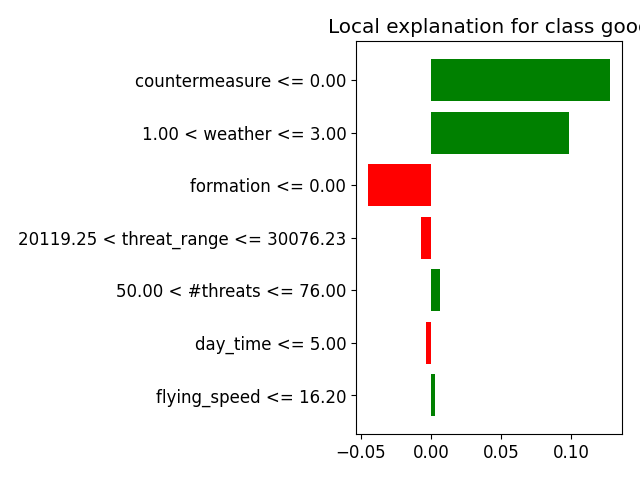 Local explanation for class good
countermeasure <= 0.00
1.00 < weather <= 3.00
formation <= 0.00
20119.25 < threat_range <= 30076.23
50.00 < #threats <= 76.00
day_time <= 5.00
flying_speed <= 16.20
−0.05 0.00 0.05 0.10